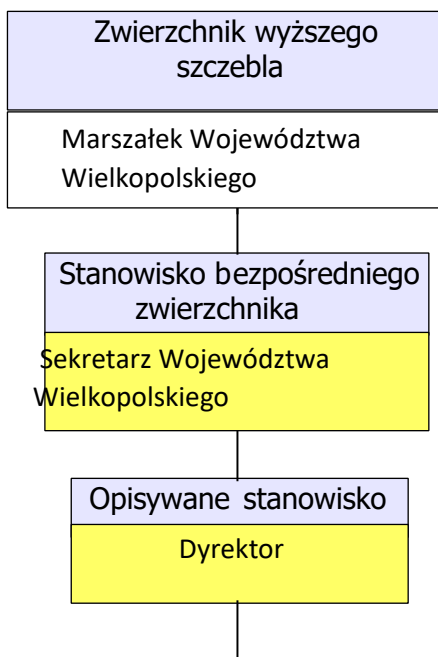 Zwierzchnik wyższego
szczebla
Marszałek Województwa
Wielkopolskiego
Stanowisko bezpośredniego
zwierzchnika
Sekretarz Województwa
Wielkopolskiego
Opisywane stanowisko
Dyrektor